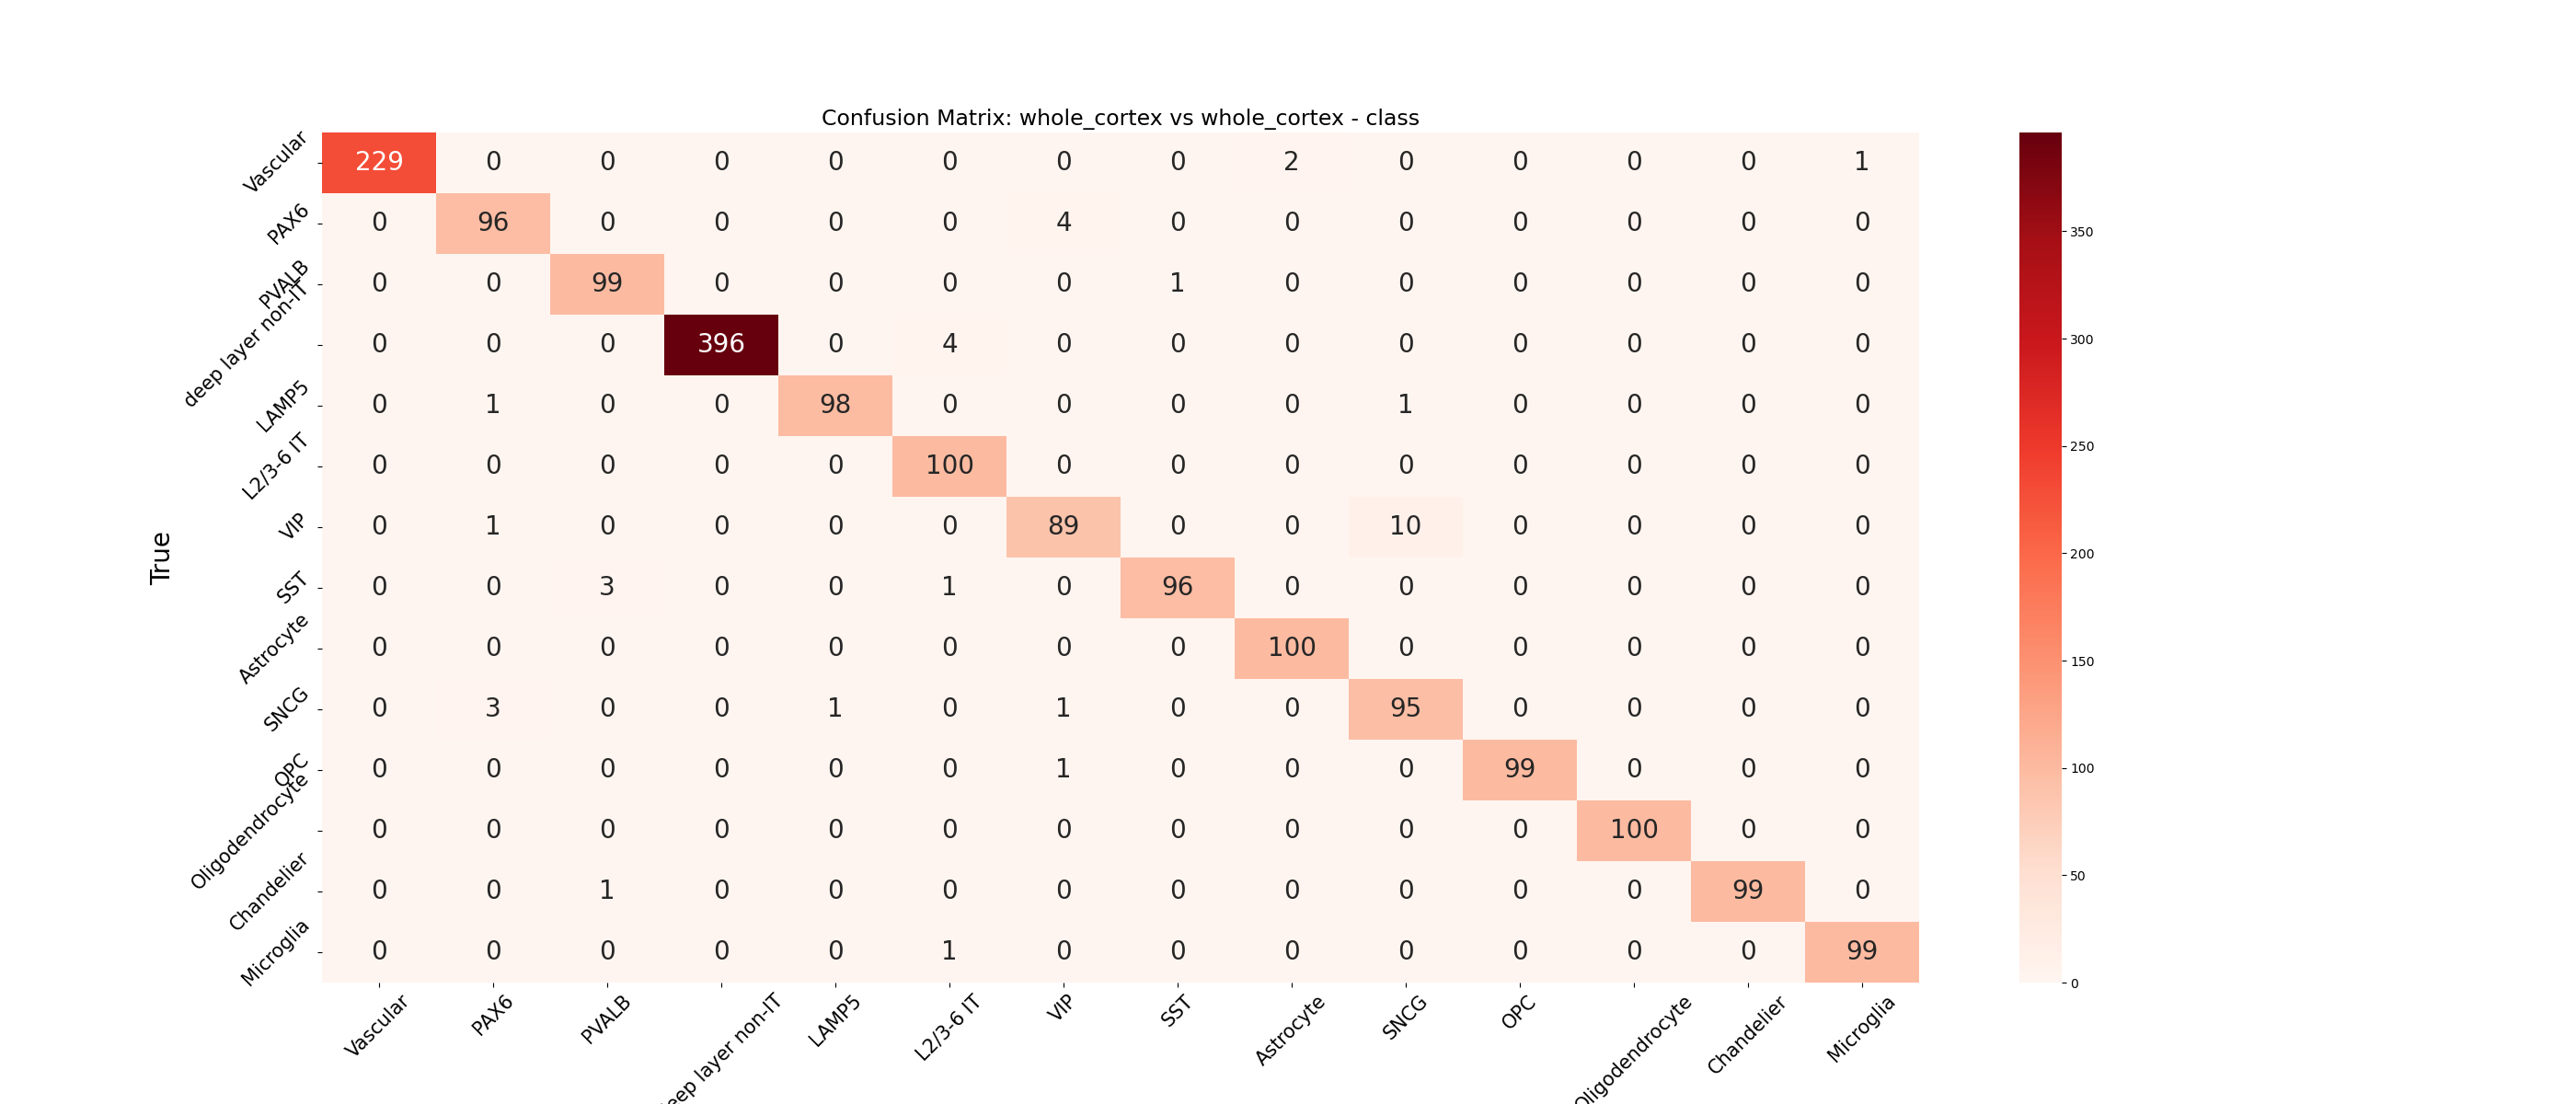 Confusion Matrix: whole_cortex vs whole_cortex - class
Vascular 229 0 0 0 0 0 0 0 2 0 0 0 0 1
PAX6 0 96 0 0 0 0 4 0 0 0 0 0 0 0
PVALB 0 0 99 0 0 0 0 1 0 0 0 0 0 0
deep layer non-IT 0 0 0 396 0 4 0 0 0 0 0 0 0 0
LAMP5 0 1 0 0 98 0 0 0 0 1 0 0 0 0
L2/3-6 IT 0 0 0 0 0 100 0 0 0 0 0 0 0 0
VIP 0 1 0 0 0 0 89 0 0 10 0 0 0 0
SST 0 0 3 0 0 1 0 96 0 0 0 0 0 0
Astrocyte 0 0 0 0 0 0 0 0 100 0 0 0 0 0
SNCG 0 3 0 0 1 0 1 0 0 95 0 0 0 0
OPC 0 0 0 0 0 0 1 0 0 0 99 0 0 0
Oligodendrocyte 0 0 0 0 0 0 0 0 0 0 0 100 0 0
Chandelier 0 0 1 0 0 0 0 0 0 0 0 0 99 0
Microglia 0 0 0 0 0 1 0 0 0 0 0 0 0 99
True
Vascular PAX6 PVALB eep layer non-IT LAMP5 L2/3-6 IT VIP SST Astrocyte SNCG OPC Oligodendrocyte Chandelier Microglia
350
300
250
200
150
100
50
0